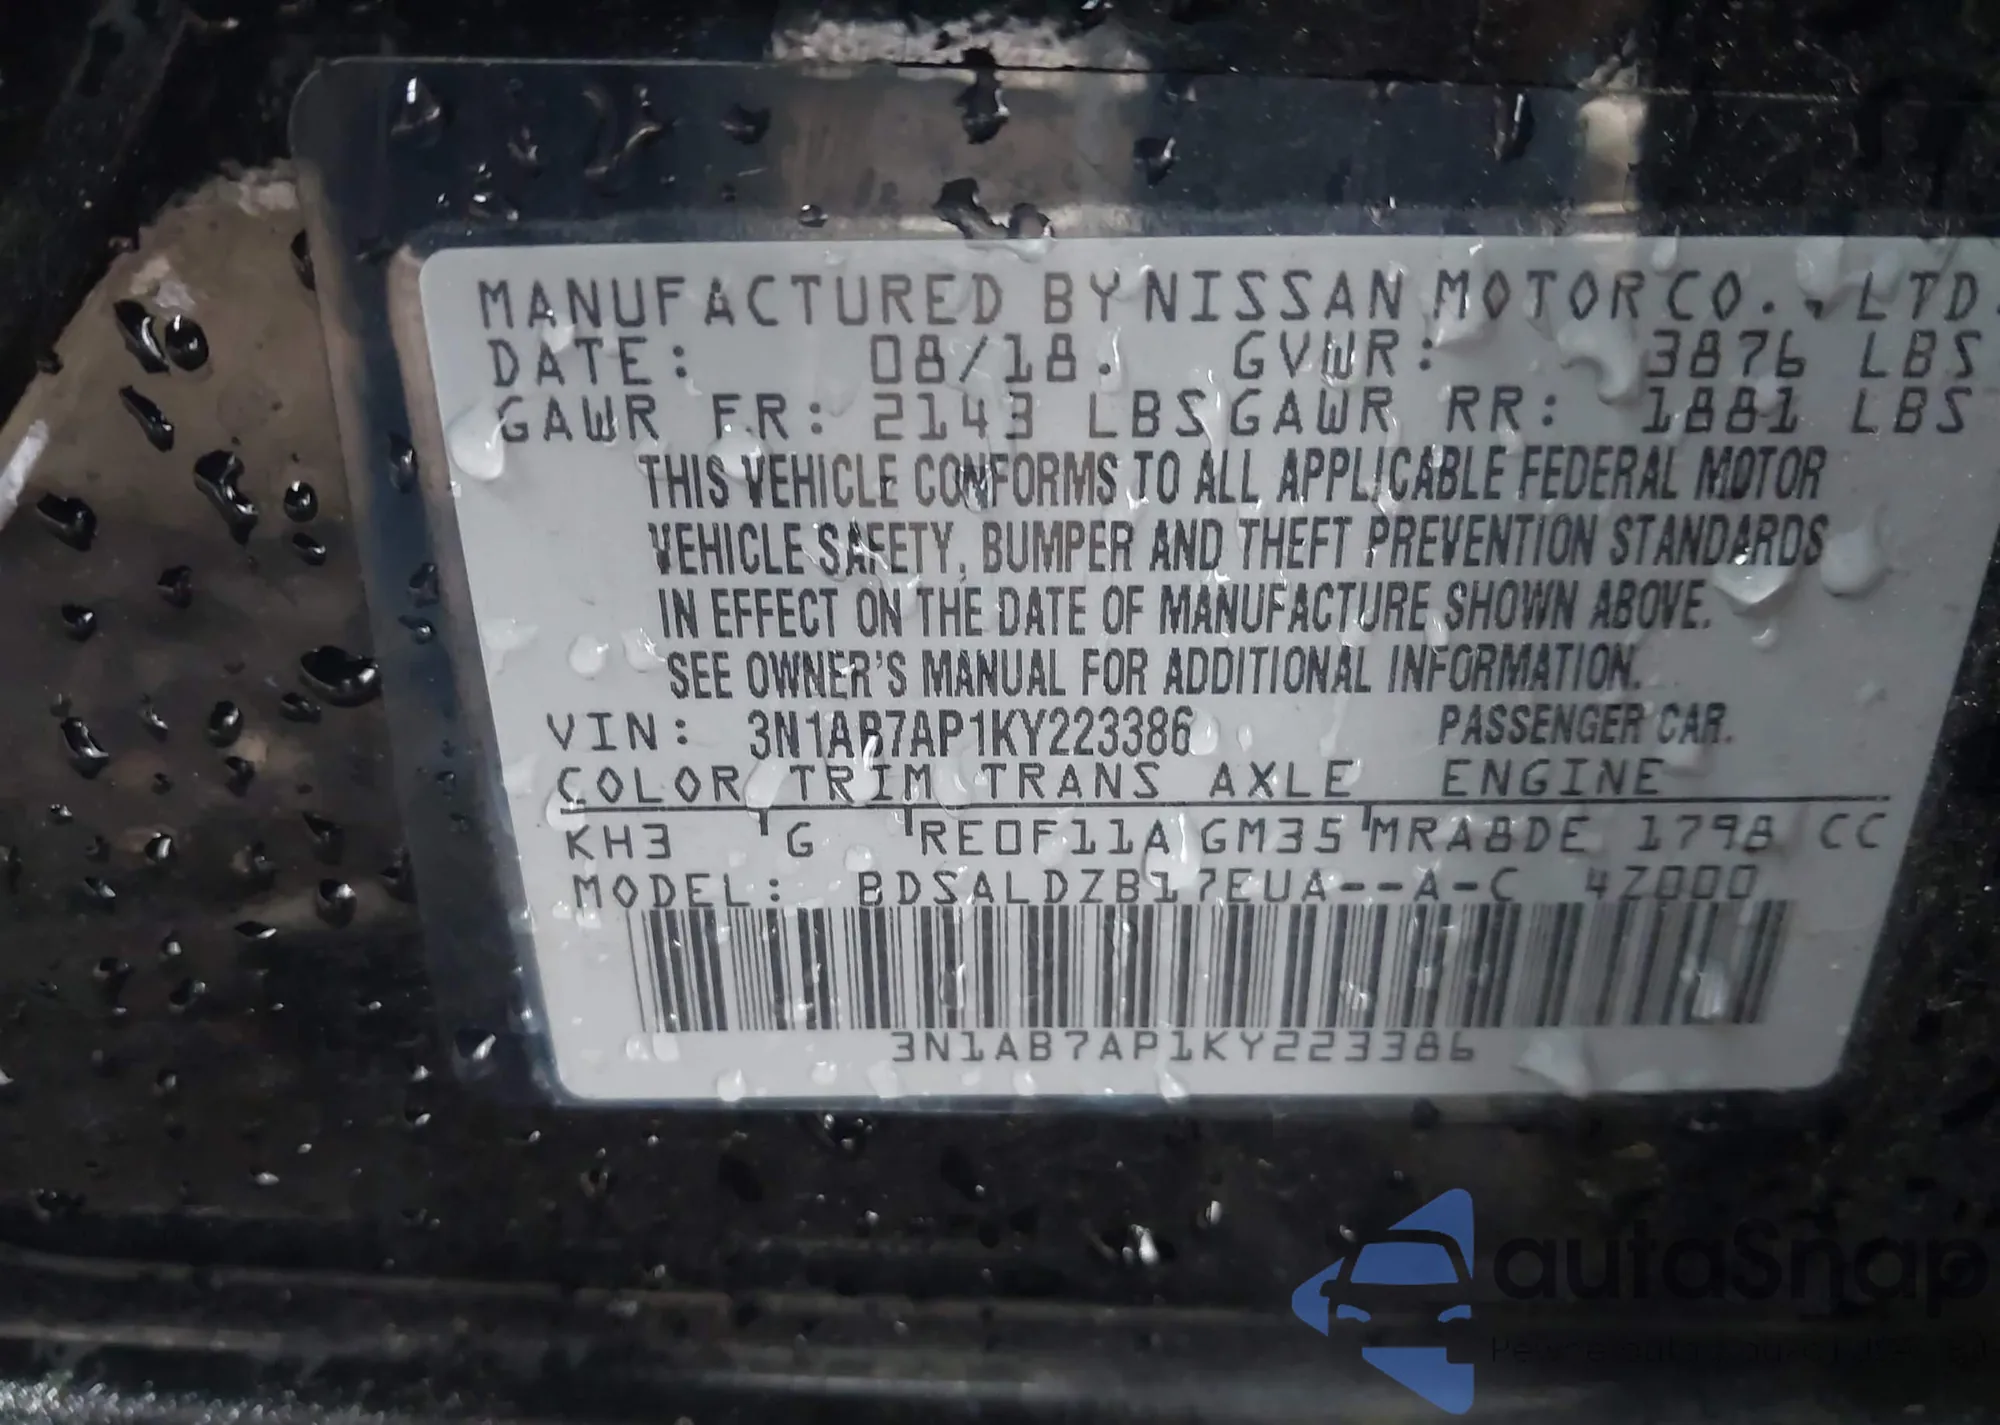 MANUFACTURED BY NISSAN MOTOR CO., LTD.
DATE: 08/18. GVWR: 3876 LBS
GAWR FR: 2143 LBS GAWR RR: 1881 LBS
THIS VEHICLE CONFORMS TO ALL APPLICABLE FEDERAL MOTOR
VEHICLE SAFETY, BUMPER AND THEFT PREVENTION STANDARDS
IN EFFECT ON THE DATE OF MANUFACTURE SHOWN ABOVE.
SEE OWNER'S MANUAL FOR ADDITIONAL INFORMATION.
VIN: 3N1AB7AP1KY223386 PASSENGER CAR.
COLOR TRIM TRANS AXLE ENGINE
KH3 G RE0F11A GM35 MRA8DE 1798 CC
MODEL: BDSALDZB17EUA--A-C 4Z000
3N1AB7AP1KY223386
autaSnap